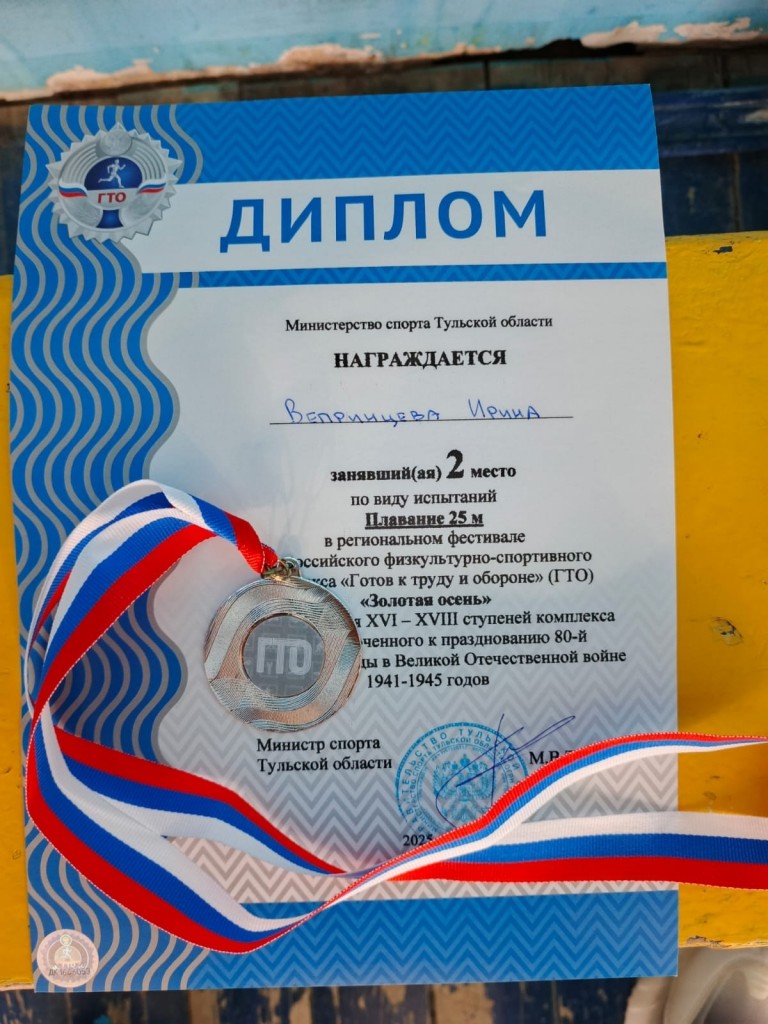 ГТО
ДИПЛОМ
Министерство спорта Тульской области
НАГРАЖДАЕТСЯ
Вепринцева Ирина
занявший(ая) 2 место
по виду испытаний
Плавание 25 м
в региональном фестивале
оссийского физкультурно-спортивного
кса «Готов к труду и обороне» (ГТО)
«Золотая осень»
я XVI – XVIII ступеней комплекса
ченного к празднованию 80-й
ды в Великой Отечественной войне
1941-1945 годов
ГТО
Министр спорта
Тульской области
М.В.
2025